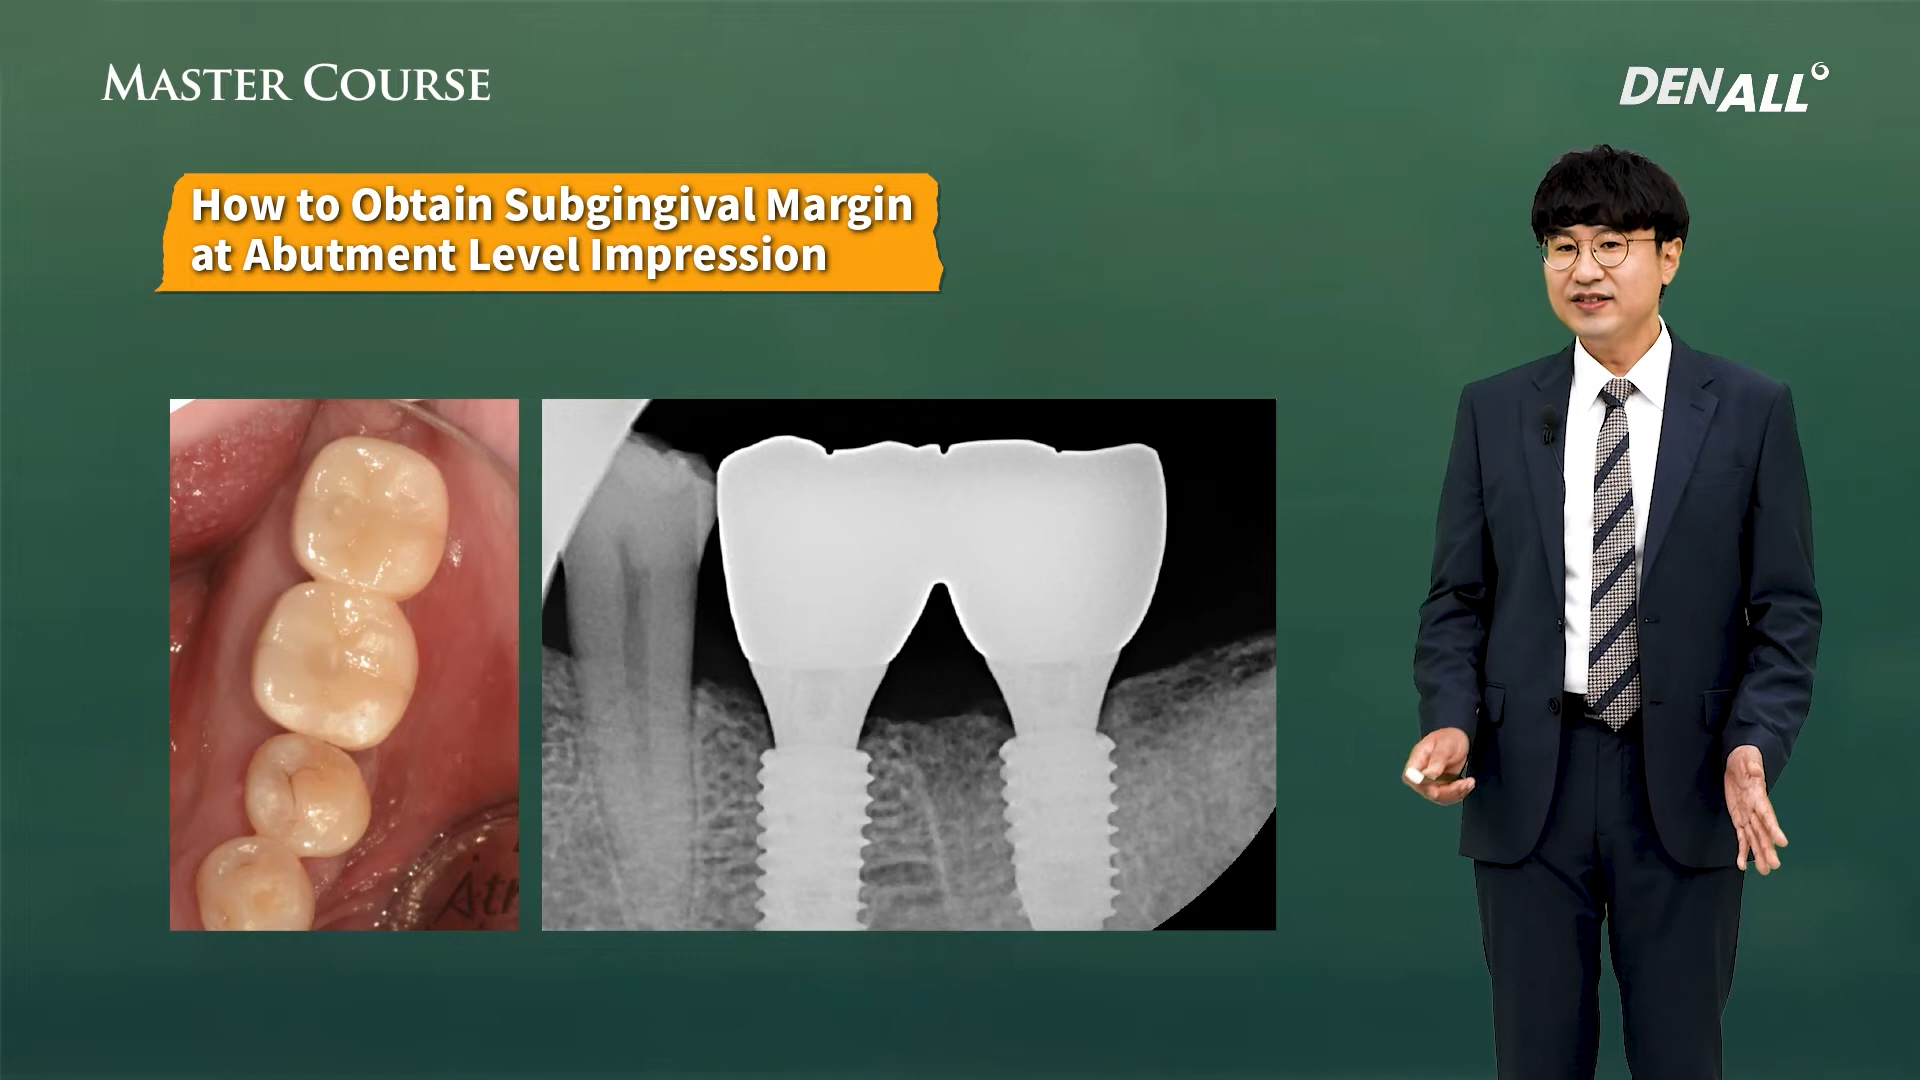 Master Course
DENALL
How to Obtain Subgingival Margin
at Abutment Level Impression